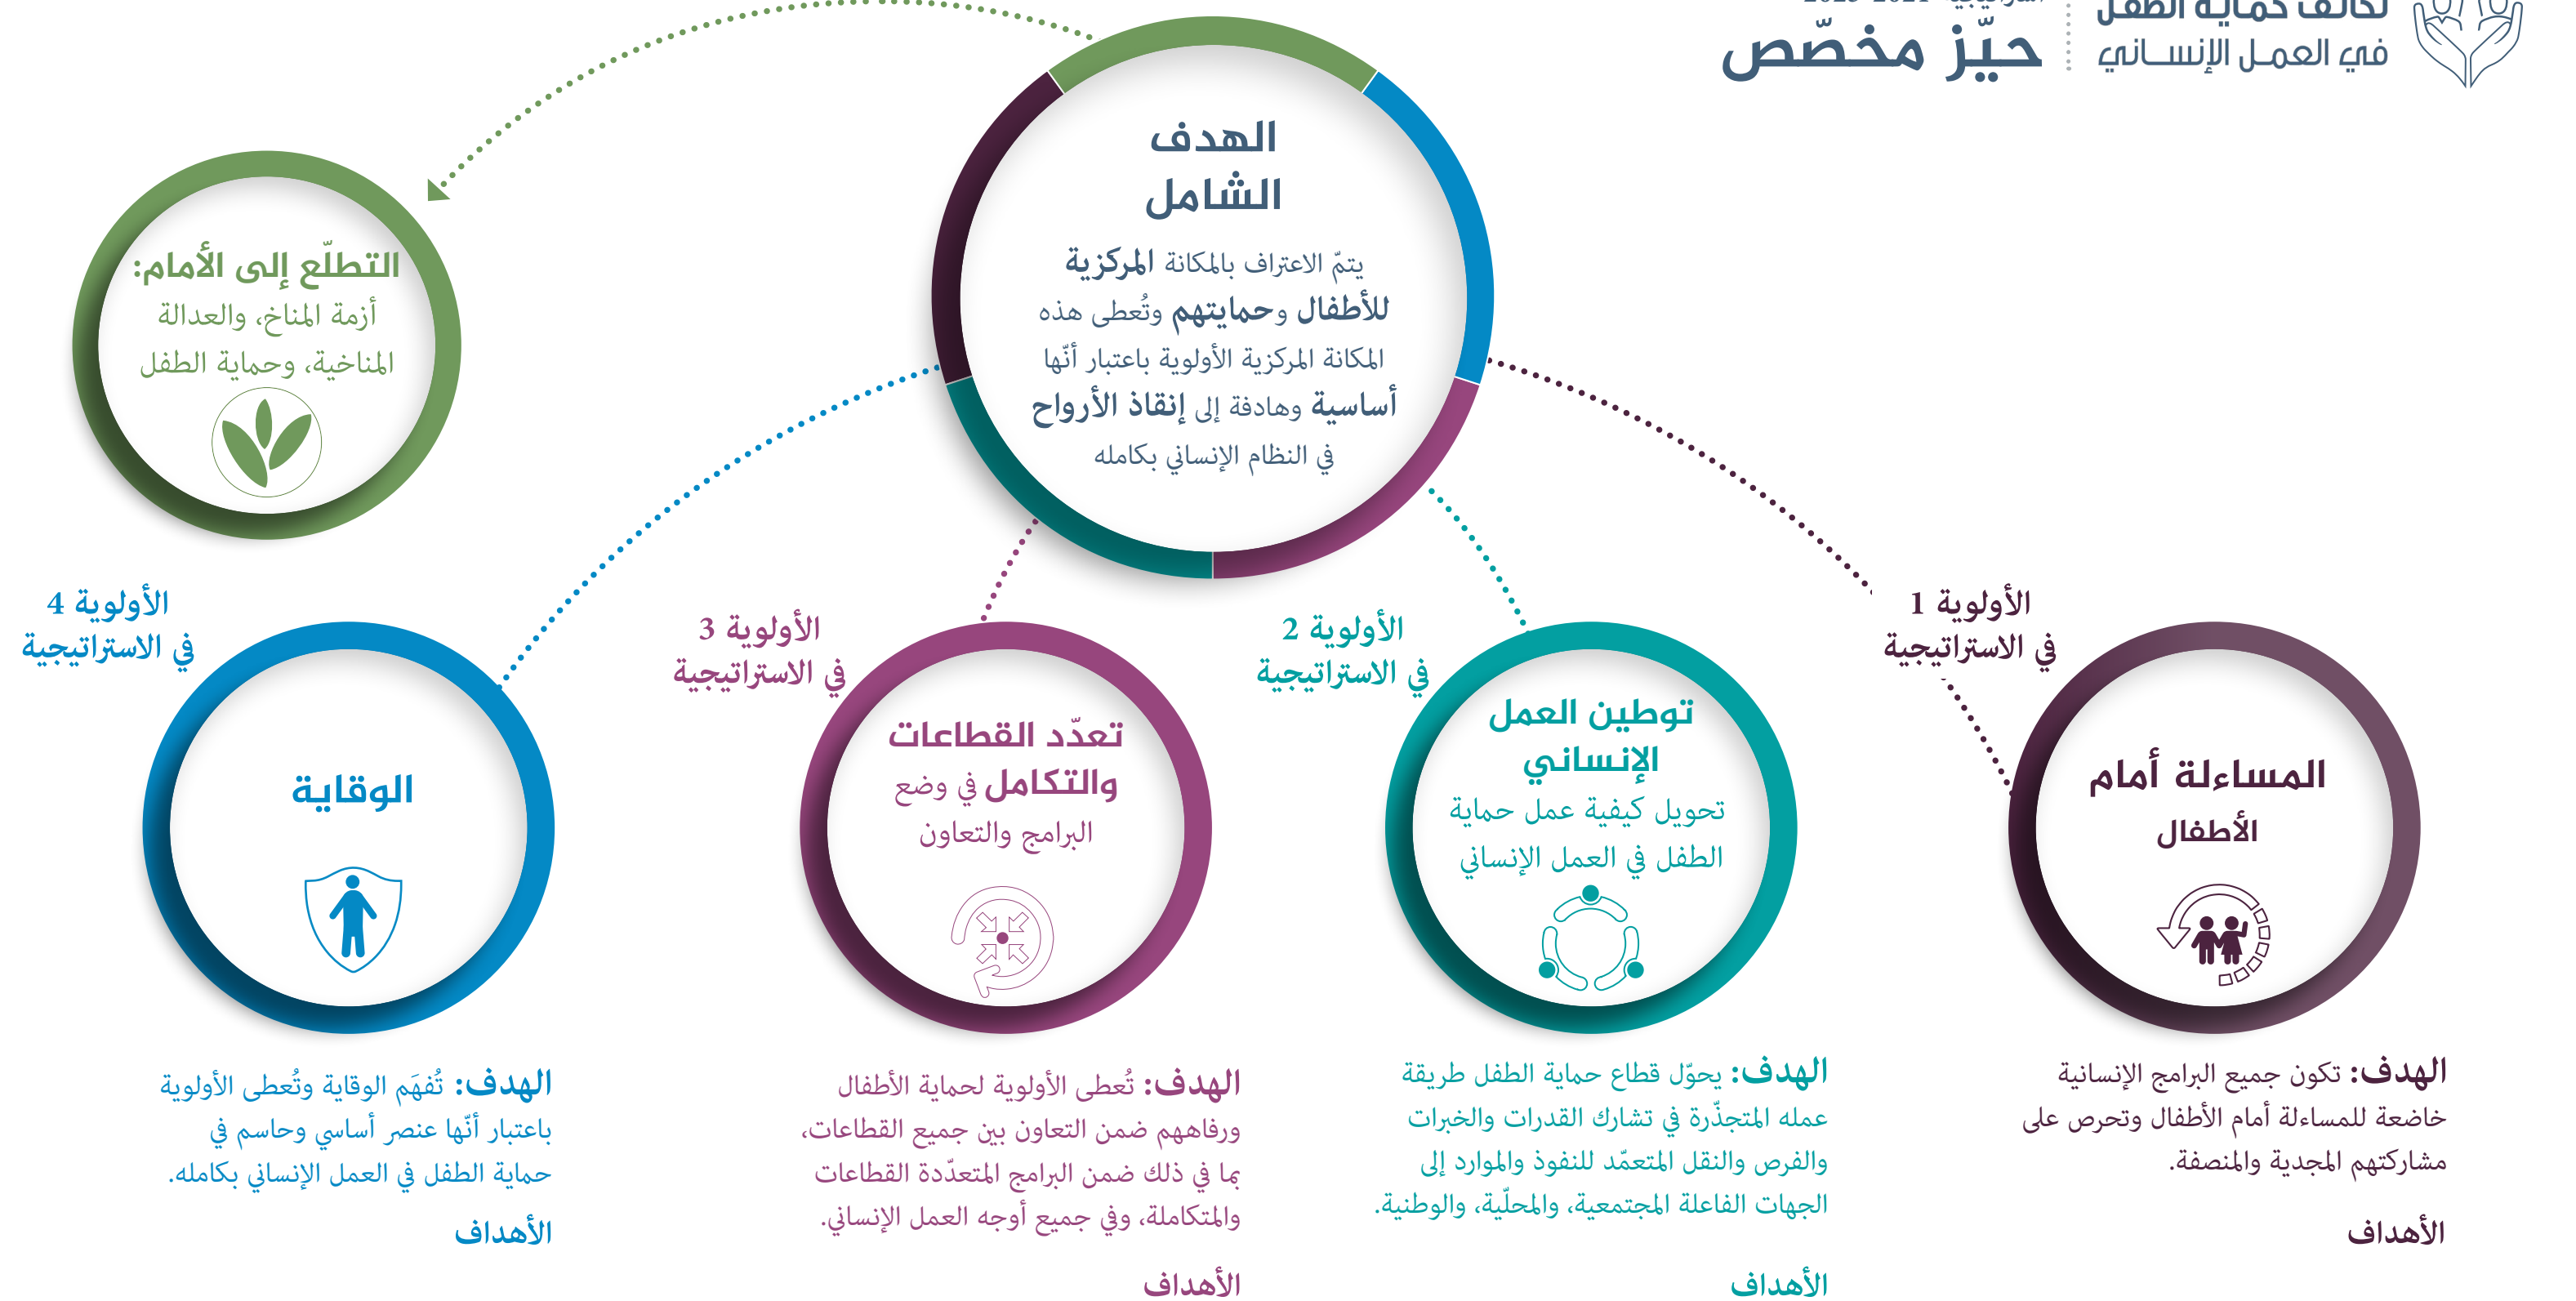 تكاتف حماية الطفل
في العمل الإنساني
حيّز مخصّص
الهدف
الشامل
يتمّ الاعتراف بالمكانة المركزية
للأطفال وحمايتهم وتُعطى هذه
المكانة المركزية الأولوية باعتبار أنّها
أساسية وهادفة إلى إنقاذ الأرواح
في النظام الإنساني بكامله
التطلّع إلى الأمام:
أزمة المناخ، والعدالة
المناخية، وحماية الطفل
الأولوية 1
في الاستراتيجية
المساءلة أمام
الأطفال
الهدف: تكون جميع البرامج الإنسانية
خاضعة للمساءلة أمام الأطفال وتحرص على
مشاركتهم المجدية والمنصفة.
الأهداف
الأولوية 2
في الاستراتيجية
توطين العمل
الإنساني
تحويل كيفية عمل حماية
الطفل في العمل الإنساني
الهدف: يحوّل قطاع حماية الطفل طريقة
عمله المتجذّرة في تشارك القدرات والخبرات
والفرص والنقل المتعمّد للنفوذ والموارد إلى
الجهات الفاعلة المجتمعية، والمحلّية، والوطنية.
الأهداف
الأولوية 3
في الاستراتيجية
تعدّد القطاعات
والتكامل في وضع
البرامج والتعاون
الهدف: تُعطى الأولوية لحماية الأطفال
ورفاههم ضمن التعاون بين جميع القطاعات،
بما في ذلك ضمن البرامج المتعدّدة القطاعات
والمتكاملة، وفي جميع أوجه العمل الإنساني.
الأهداف
الأولوية 4
في الاستراتيجية
الوقاية
الهدف: تُفهَم الوقاية وتُعطى الأولوية
باعتبار أنّها عنصر أساسي وحاسم في
حماية الطفل في العمل الإنساني بكامله.
الأهداف